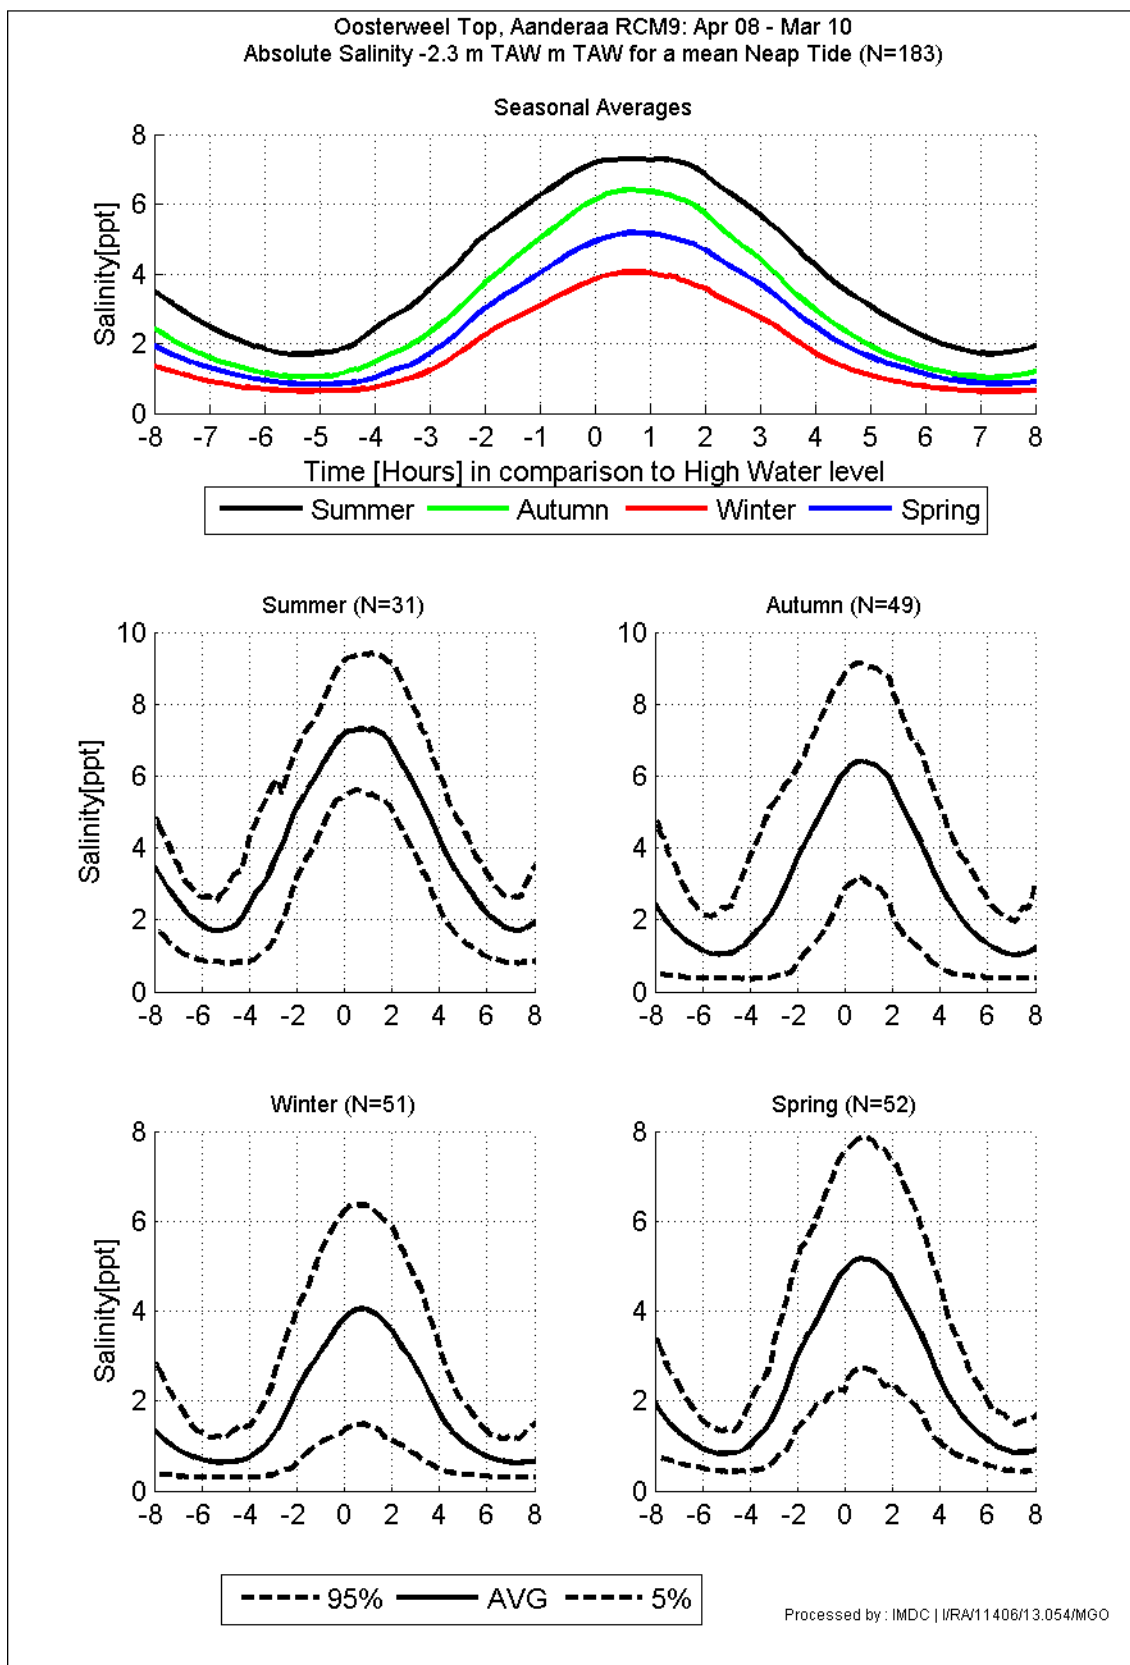 Oosterweel Top, Aanderaa RCM9: Apr 08 - Mar 10
Absolute Salinity -2.3 m TAW m TAW for a mean Neap Tide (N=183)
Seasonal Averages
8
6
4
2
0
Salinity[ppt]
-8 -7 -6 -5 -4 -3 -2 -1 0 1 2 3 4 5 6 7 8
Time [Hours] in comparison to High Water level
Summer Autumn Winter Spring
Summer (N=31)
10
8
6
4
2
0
Salinity[ppt]
-8 -6 -4 -2 0 2 4 6 8
Autumn (N=49)
10
8
6
4
2
0
-8 -6 -4 -2 0 2 4 6 8
Winter (N=51)
8
6
4
2
0
Salinity[ppt]
-8 -6 -4 -2 0 2 4 6 8
Spring (N=52)
8
6
4
2
0
-8 -6 -4 -2 0 2 4 6 8
95% AVG 5%
Processed by : IMDC | I/RA/11406/13.054/MGO